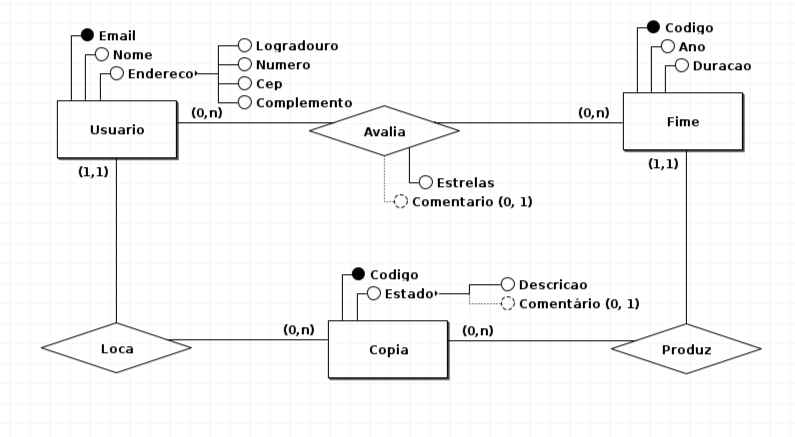 Email
Nome
Endereco
Logradouro
Numero
Cep
Complemento
Codigo
Ano
Duracao
Usuario
(0,n)
Avalia
(0,n)
Fime
(1,1)
(1,1)
Estrelas
Comentario (0, 1)
Codigo
Estado
Descricao
Comentário (0, 1)
Loca
(0,n)
Copia
(0,n)
Produz